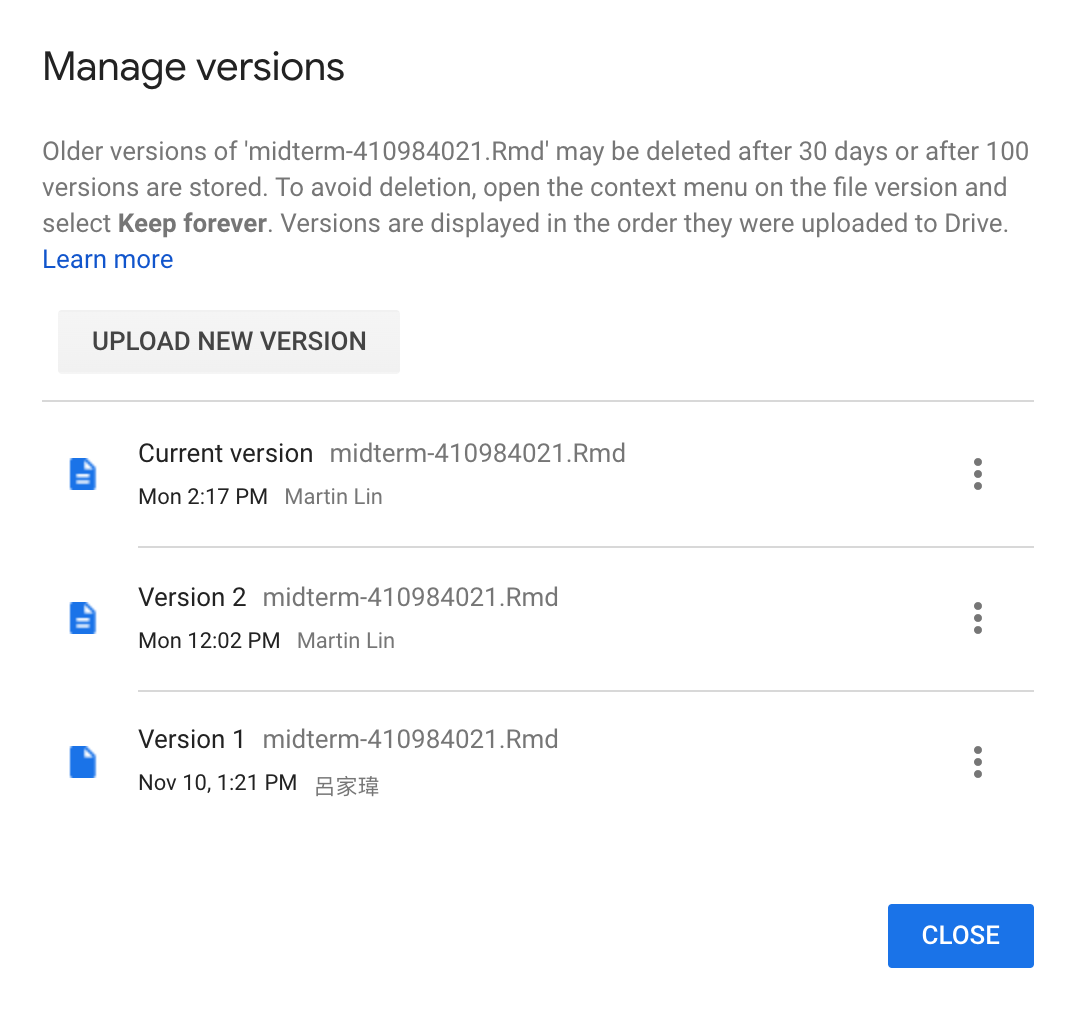 Manage versions
Older versions of 'midterm-410984021.Rmd' may be deleted after 30 days or after 100
versions are stored. To avoid deletion, open the context menu on the file version and
select Keep forever. Versions are displayed in the order they were uploaded to Drive.
Learn more
UPLOAD NEW VERSION
Current version midterm-410984021.Rmd
Mon 2:17 PM Martin Lin
Version 2 midterm-410984021.Rmd
Mon 12:02 PM Martin Lin
Version 1 midterm-410984021.Rmd
Nov 10, 1:21 PM 呂家瑋
CLOSE